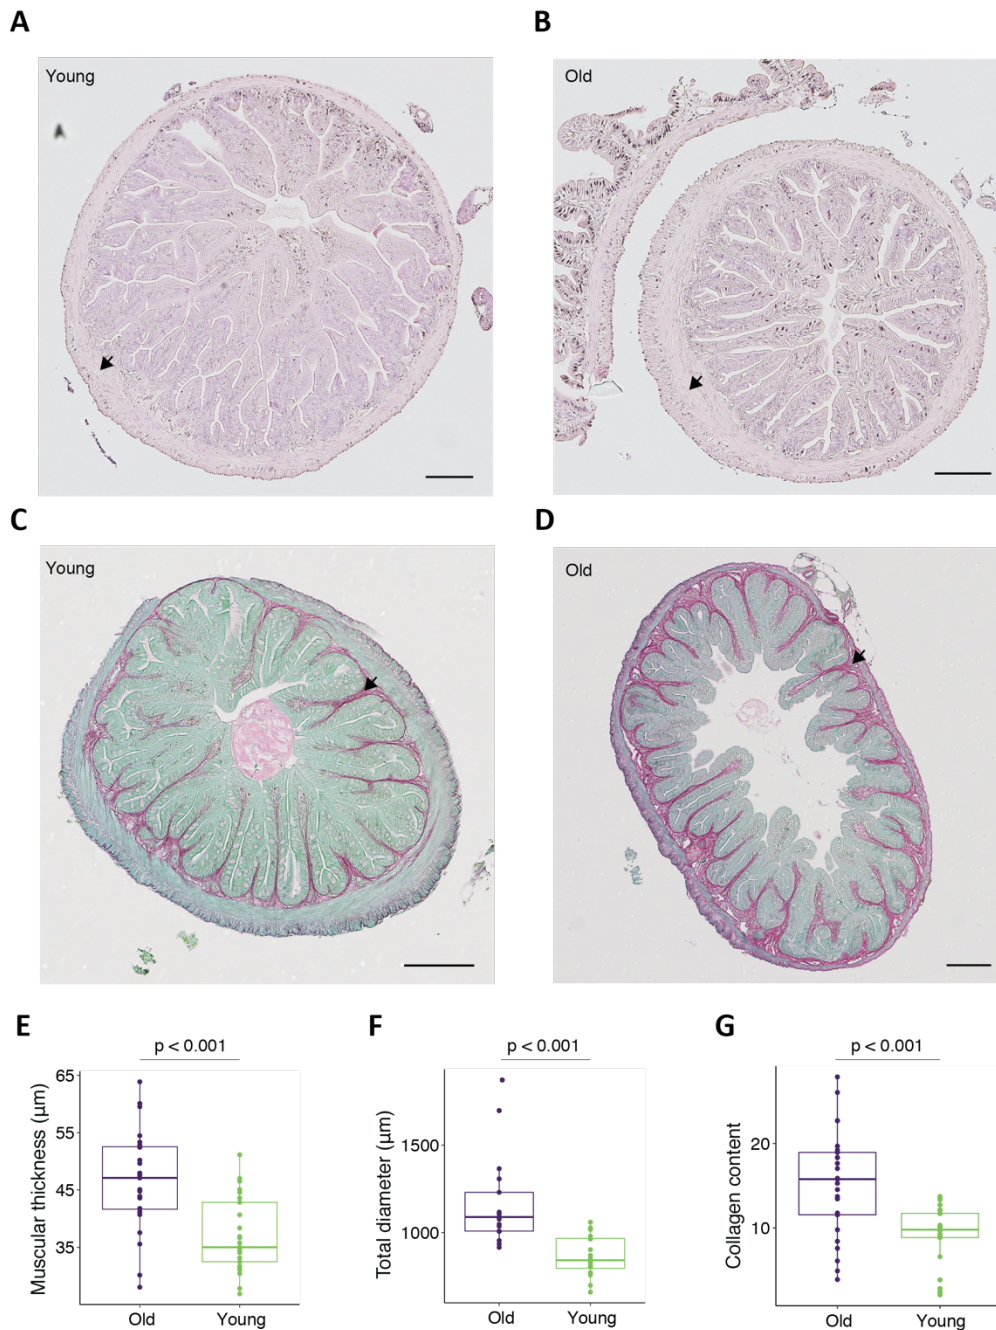 A
B
Young
Old
C
D
Young
Old
E
F
G
p < 0.001
p < 0.001
p < 0.001
Muscular thickness (µm)
65
55
45
35
Old
Young
Total diameter (µm)
1500
1000
Old
Young
Collagen content
20
10
Old
Young